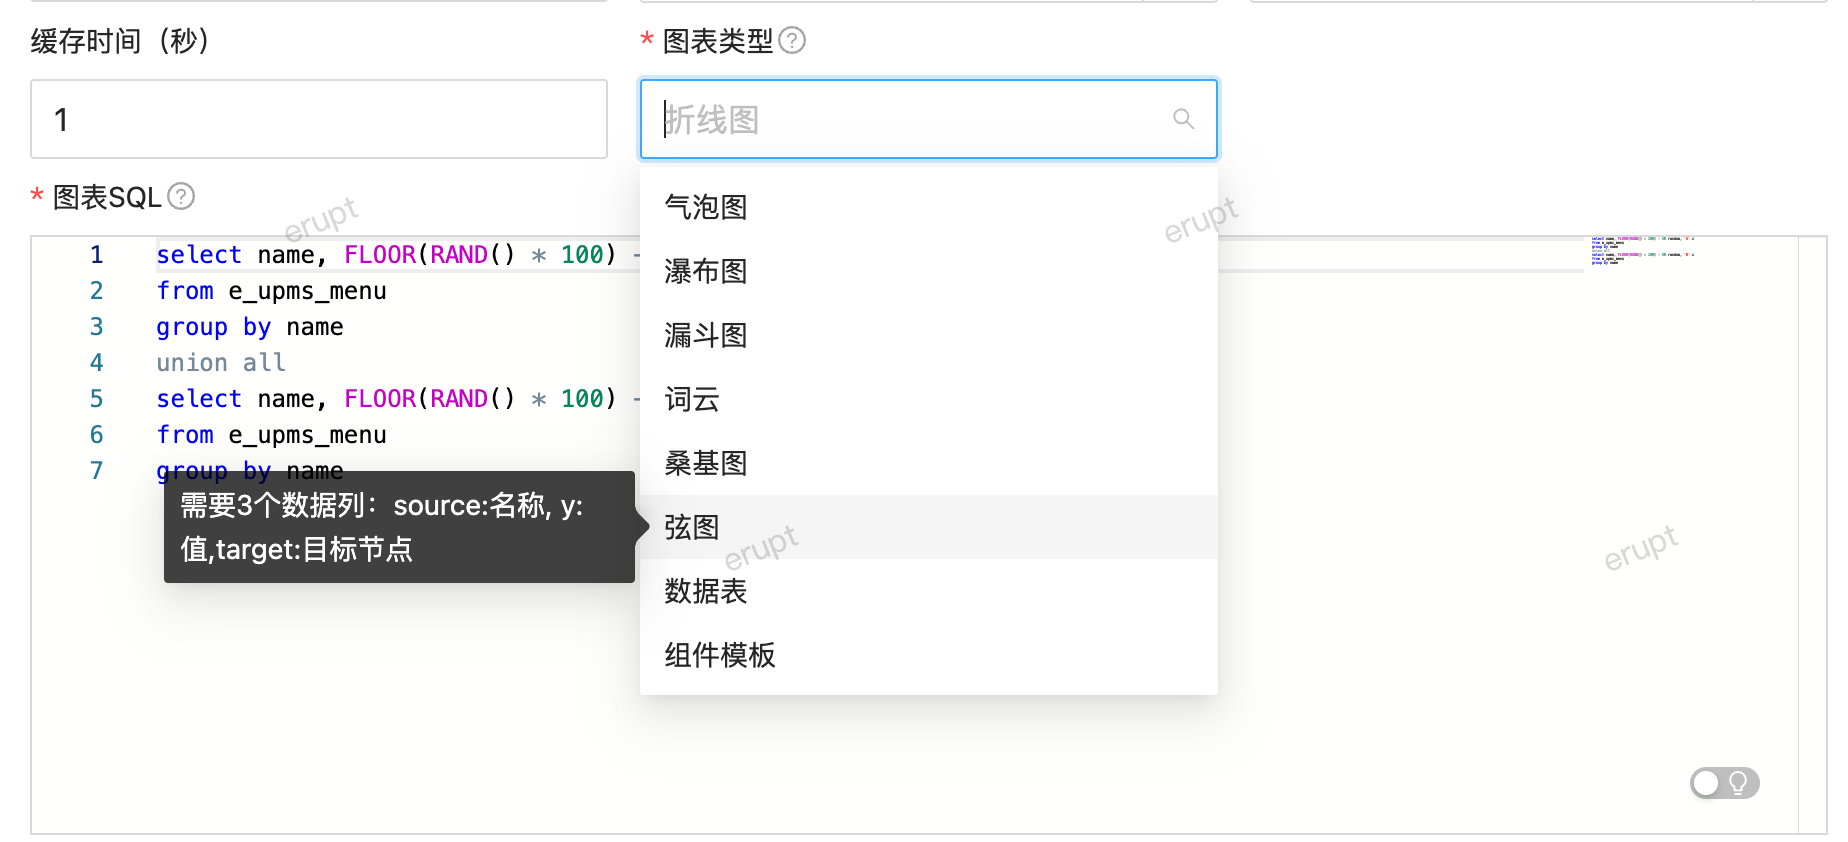 缓存时间（秒）
* 图表类型
1
折线图
* 图表SQL
erupt
erupt
1 select name, FLOOR(RAND() * 100) -
2 from e_upms_menu
3 group by name
4 union all
5 select name, FLOOR(RAND() * 100) -
6 from e_upms_menu
7 group by name
需要3个数据列：source:名称, y:
值,target:目标节点
气泡图
瀑布图
漏斗图
词云
桑基图
弦图
数据表
组件模板
erupt
erupt